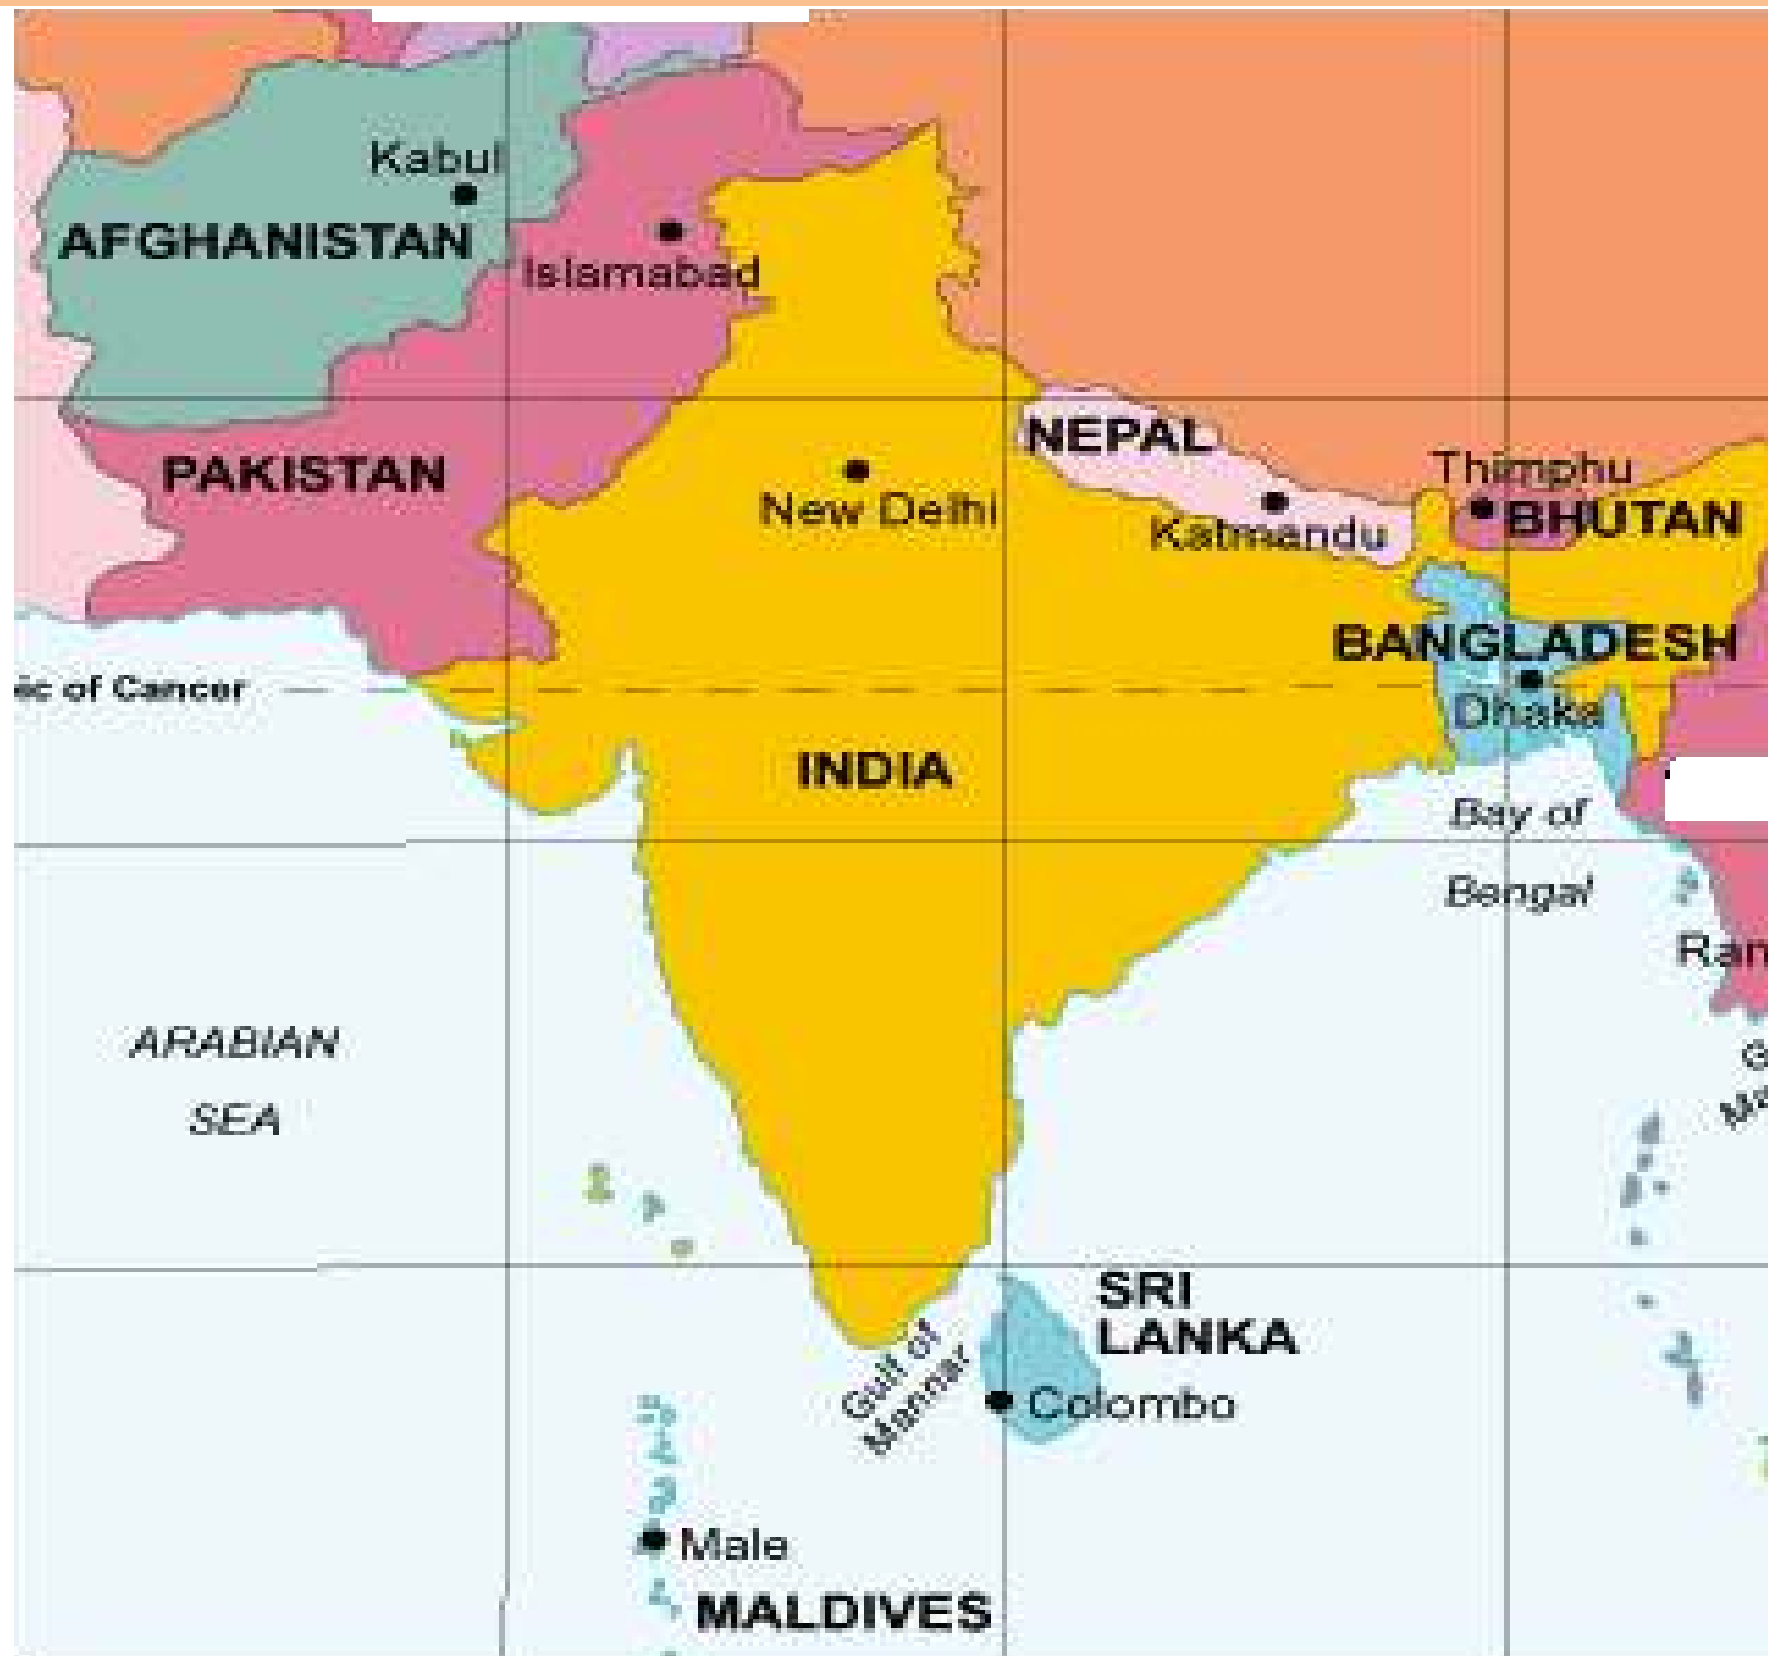 Kabul
AFGHANISTAN
Islamabad
NEPAL
PAKISTAN
Thimphu
New Delhi
BHUTAN
Katmandu
BANGLADESH
ic of Cancer
Dhaka
INDIA
Bay of
Bengal
Ran
ARABIAN
SEA
SRI
LANKA
Gulf of
Mannar
Colombo
Male
MALDIVES